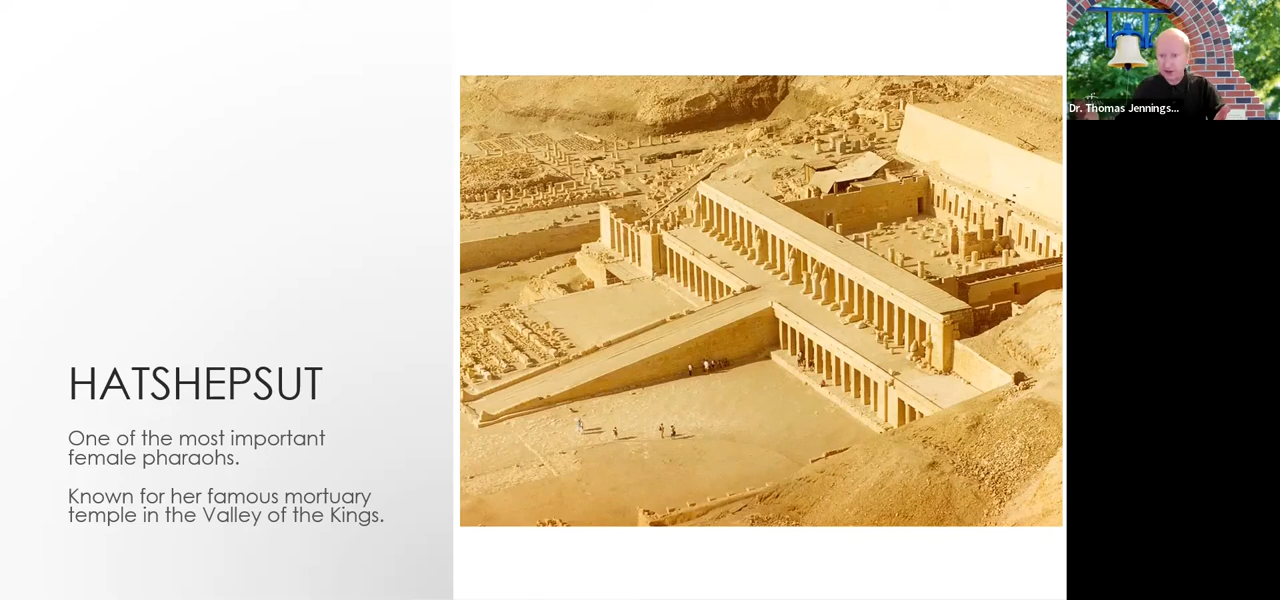 Dr. Thomas Jennings...
HATSHEPSUT
One of the most important
female pharaohs.
Known for her famous mortuary
temple in the Valley of the Kings.